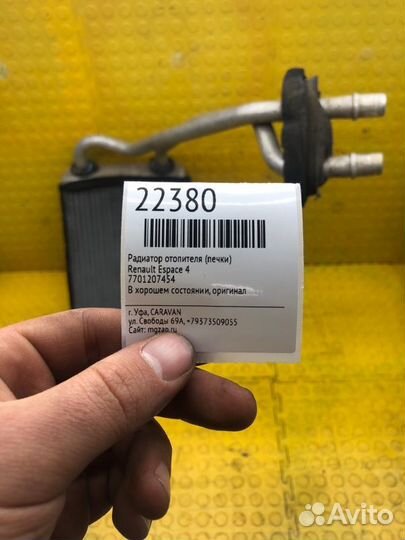 22380
Радиатор отопителя (печки)
Renault Espace 4
7701207454
В хорошем состоянии, оригинал
г. Уфа, CARAVAN
ул. Свободы 69А, +79373509055
Сайт: mgzap.ru
Avito